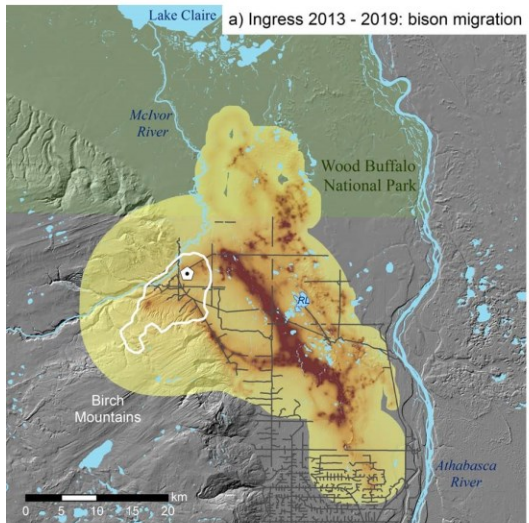 Lake Claire
a) Ingress 2013 - 2019: bison migration
McIvor
River
Wood Buffalo
National Park
RL
Birch
Mountains
Athabasca
River
0 5 10 15 20
km